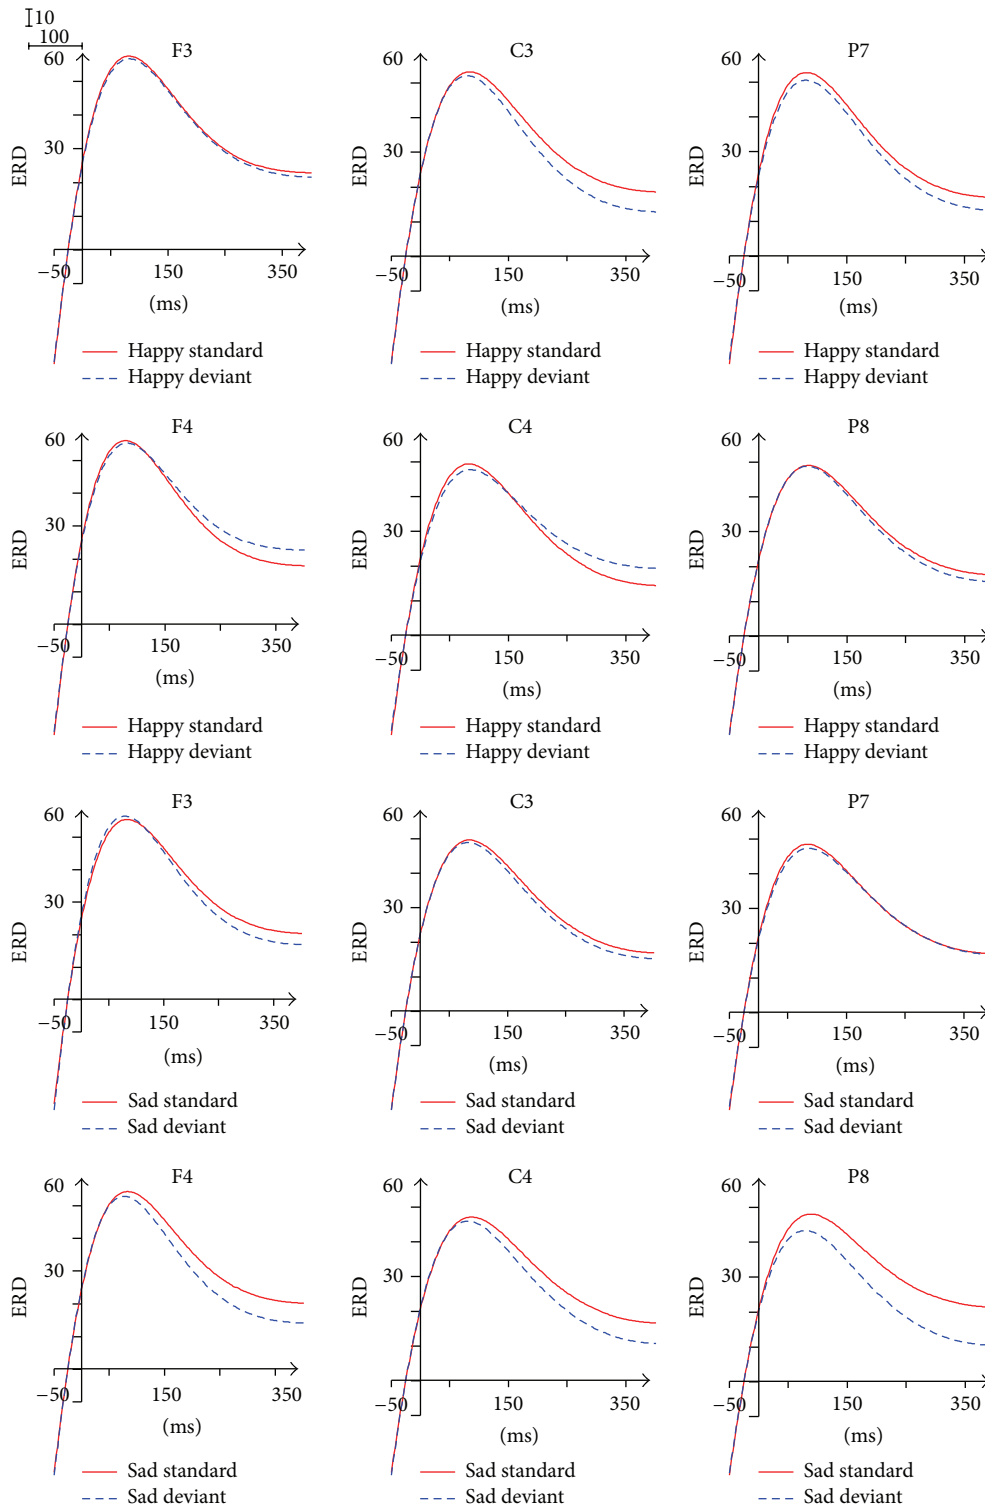 10
100
F3
C3
P7
60
60
60
30
30
30
ERD
ERD
ERD
−50
150
350
−50
150
350
−50
150
350
(ms)
(ms)
(ms)
Happy standard
Happy deviant
Happy standard
Happy deviant
Happy standard
Happy deviant
F4
C4
P8
60
60
60
30
30
30
ERD
ERD
ERD
−50
150
350
−50
150
350
−50
150
350
(ms)
(ms)
(ms)
Happy standard
Happy deviant
Happy standard
Happy deviant
Happy standard
Happy deviant
F3
C3
P7
60
60
60
30
30
30
ERD
ERD
ERD
−50
150
350
−50
150
350
−50
150
350
(ms)
(ms)
(ms)
Sad standard
Sad deviant
Sad standard
Sad deviant
Sad standard
Sad deviant
F4
C4
P8
60
60
60
30
30
30
ERD
ERD
ERD
−50
150
350
−50
150
350
−50
150
350
(ms)
(ms)
(ms)
Sad standard
Sad deviant
Sad standard
Sad deviant
Sad standard
Sad deviant